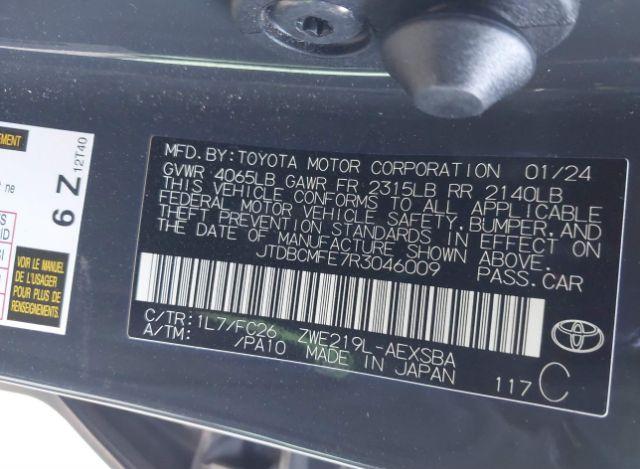 MFD. BY: TOYOTA MOTOR CORPORATION 01/24
GVWR 4065LB GAWR FR 2315LB RR 2140LB
THIS VEHICLE CONFORMS TO ALL APPLICABLE
FEDERAL MOTOR VEHICLE SAFETY, BUMPER, AND
THEFT PREVENTION STANDARDS IN EFFECT ON
THE DATE OF MANUFACTURE SHOWN ABOVE.
JTDBCMFE7R3046009 PASS. CAR
C/TR: 1L7/FC26 ZWE219L-AEXSBA
A/TM: /PA10 MADE IN JAPAN
117 C
TOYOTA
6 Z
12T40
ne
VOIR LE
MANUEL DE
L'USAGER
POUR PLUS DE
RENSEIGNEMENTS